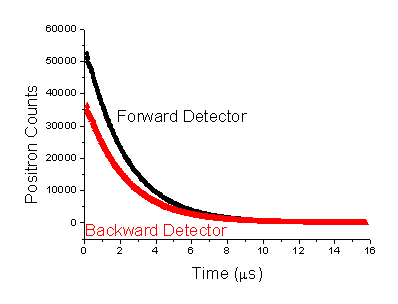 60000
50000
40000
30000
20000
10000
0
Positron Counts
Forward Detector
Backward Detector
0 2 4 6 8 10 12 14 16
Time (μs)